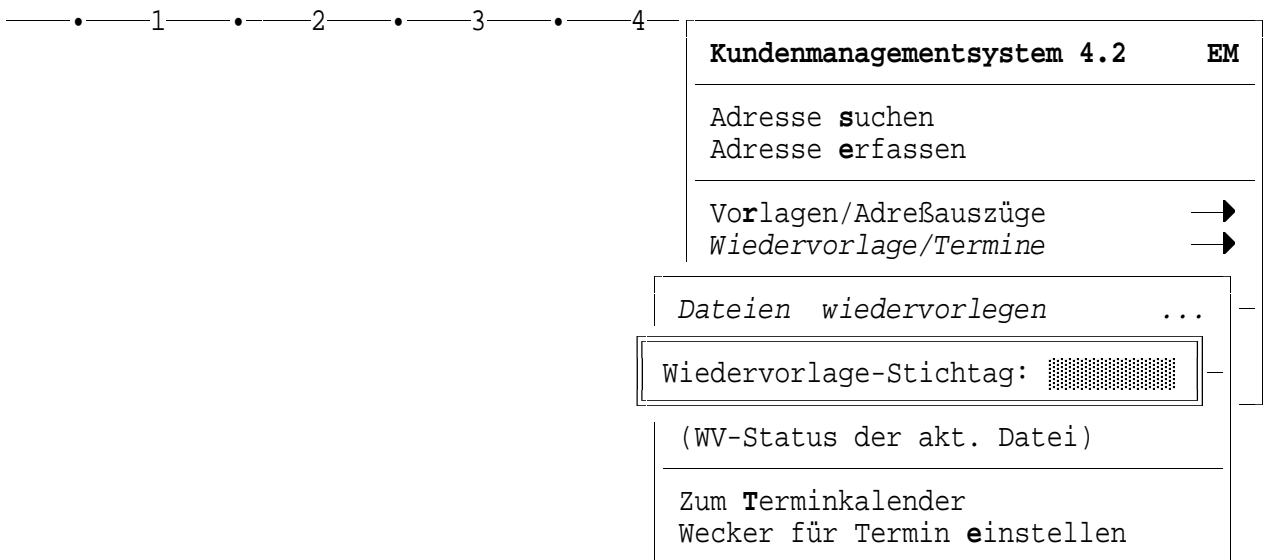 1 2 3 4
Kundenmanagementsystem 4.2 EM
Adresse suchen
Adresse erfassen
Vorlagen/Adreßauszüge
Wiedervorlage/Termine
Dateien wiedervorlegen ...
Wiedervorlage-Stichtag:
(WV-Status der akt. Datei)
Zum Terminkalender
Wecker für Termin einstellen